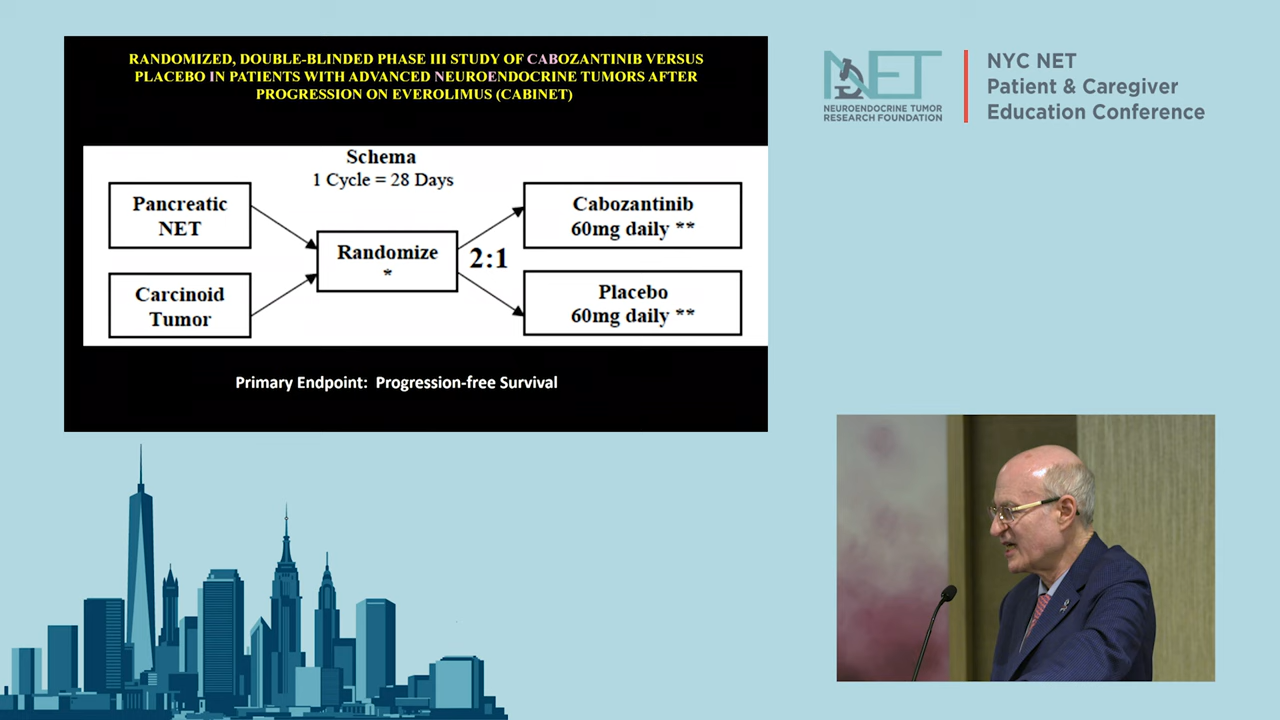 RANDOMIZED, DOUBLE-BLINDED PHASE III STUDY OF CABOZANTINIB VERSUS
PLACEBO IN PATIENTS WITH ADVANCED NEUROENDOCRINE TUMORS AFTER
PROGRESSION ON EVEROLIMUS (CABINET)
Schema
1 Cycle = 28 Days
Pancreatic
NET
Carcinoid
Tumor
Randomize
*
2:1
Cabozantinib
60mg daily **
Placebo
60mg daily **
Primary Endpoint: Progression-free Survival
NET
NEUROENDOCRINE TUMOR
RESEARCH FOUNDATION
NYC NET
Patient & Caregiver
Education Conference